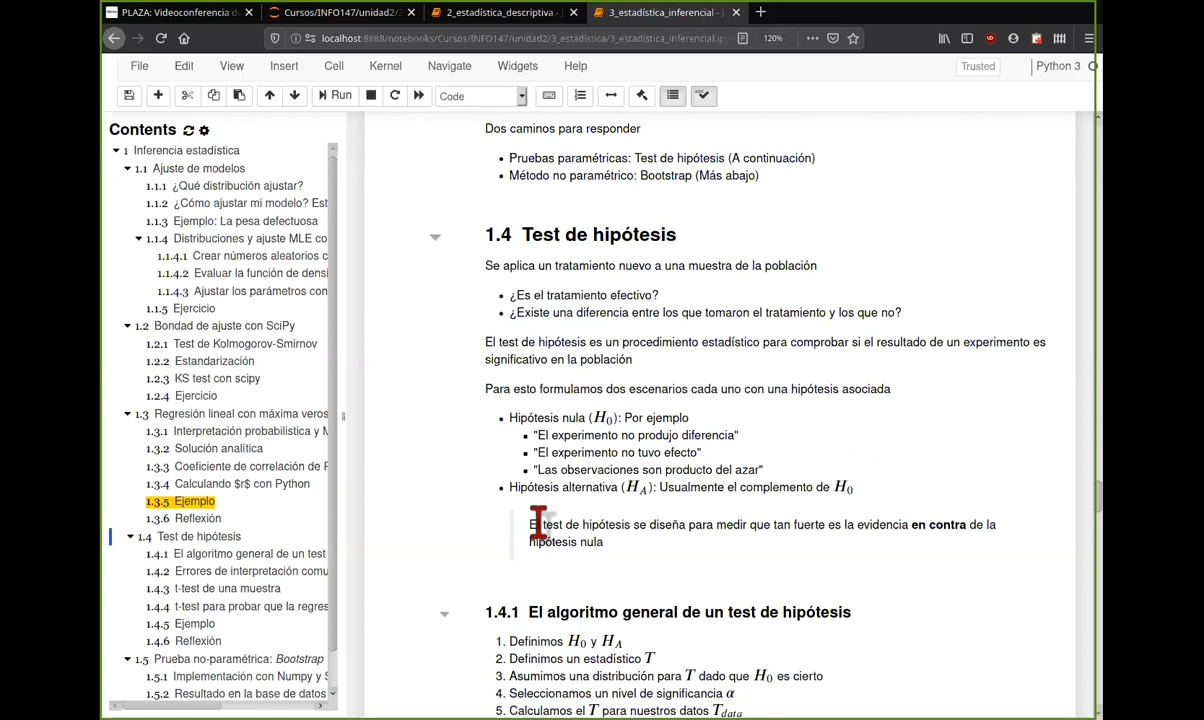 PLAZA: Videoconferencia de
Cursos/INFO147/unidad2/3
2_estadística_descriptiva - J
3_estadística_inferencial - J
localhost:8888/notebooks/Cursos/INFO147/unidad2/3_estadistica/3_estadistica_inferencial.ip
120%
File Edit View Insert Cell Kernel Navigate Widgets Help
Trusted
Python 3
Run
Code
Contents
1 Inferencia estadística
1.1 Ajuste de modelos
1.1.1 ¿Qué distribución ajustar?
1.1.2 ¿Cómo ajustar mi modelo? Est
1.1.3 Ejemplo: La pesa defectuosa
1.1.4 Distribuciones y ajuste MLE co
1.1.4.1 Crear números aleatorios c
1.1.4.2 Evaluar la función de densi
1.1.4.3 Ajustar los parámetros con
1.1.5 Ejercicio
1.2 Bondad de ajuste con SciPy
1.2.1 Test de Kolmogorov-Smirnov
1.2.2 Estandarización
1.2.3 KS test con scipy
1.2.4 Ejercicio
1.3 Regresión lineal con máxima veros
1.3.1 Interpretación probabilistica y M
1.3.2 Solución analítica
1.3.3 Coeficiente de correlación de P
1.3.4 Calculando $r$ con Python
1.3.5 Ejemplo
1.3.6 Reflexión
1.4 Test de hipótesis
1.4.1 El algoritmo general de un test
1.4.2 Errores de interpretación comu
1.4.3 t-test de una muestra
1.4.4 t-test para probar que la regres
1.4.5 Ejemplo
1.4.6 Reflexión
1.5 Prueba no-paramétrica: Bootstrap
1.5.1 Implementación con Numpy y S
1.5.2 Resultado en la base de datos
Dos caminos para responder
• Pruebas paramétricas: Test de hipótesis (A continuación)
• Método no paramétrico: Bootstrap (Más abajo)
1.4 Test de hipótesis
Se aplica un tratamiento nuevo a una muestra de la población
• ¿Es el tratamiento efectivo?
• ¿Existe una diferencia entre los que tomaron el tratamiento y los que no?
El test de hipótesis es un procedimiento estadístico para comprobar si el resultado de un experimento es
significativo en la población
Para esto formulamos dos escenarios cada uno con una hipótesis asociada
• Hipótesis nula (H0): Por ejemplo
▪ "El experimento no produjo diferencia"
▪ "El experimento no tuvo efecto"
▪ "Las observaciones son producto del azar"
• Hipótesis alternativa (HA): Usualmente el complemento de H0
El test de hipótesis se diseña para medir que tan fuerte es la evidencia en contra de la
hipótesis nula
1.4.1 El algoritmo general de un test de hipótesis
1. Definimos H0 y HA
2. Definimos un estadístico T
3. Asumimos una distribución para T dado que H0 es cierto
4. Seleccionamos un nivel de significancia α
5. Calculamos el T para nuestros datos Tdata